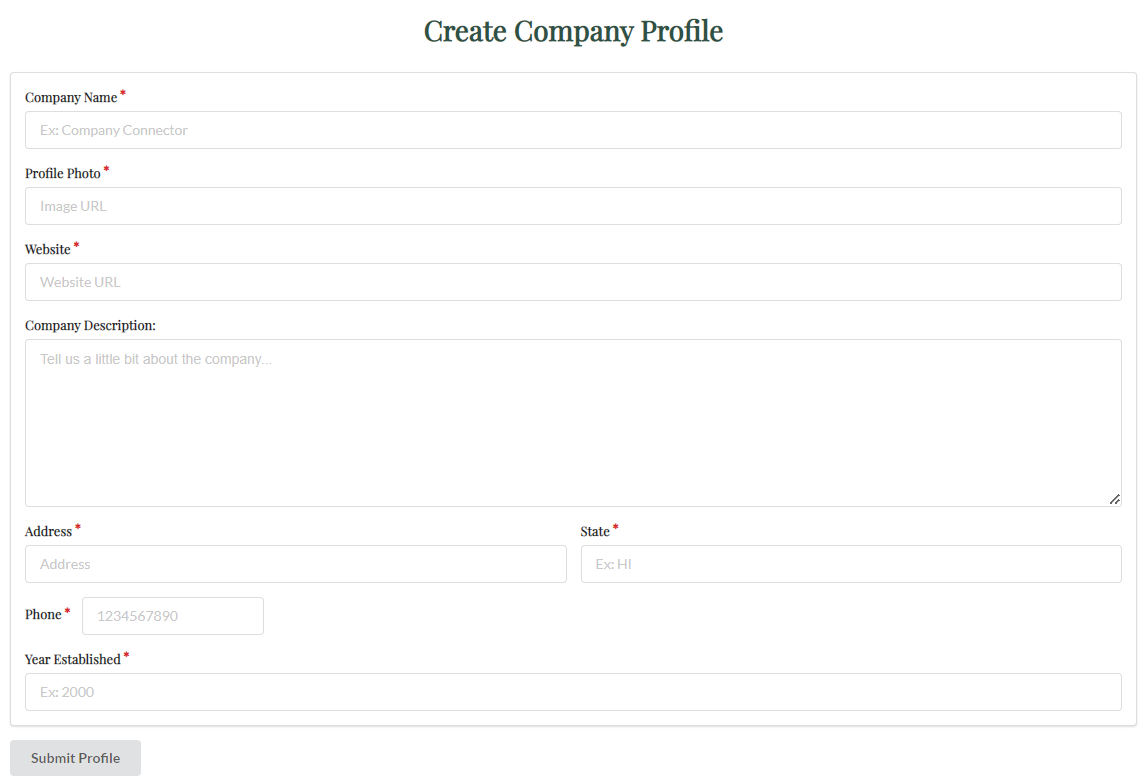 Create Company Profile
Company Name *
Ex: Company Connector
Profile Photo *
Image URL
Website *
Website URL
Company Description:
Tell us a little bit about the company...
Address * State *
Address Ex: HI
Phone * 1234567890
Year Established *
Ex: 2000
Submit Profile